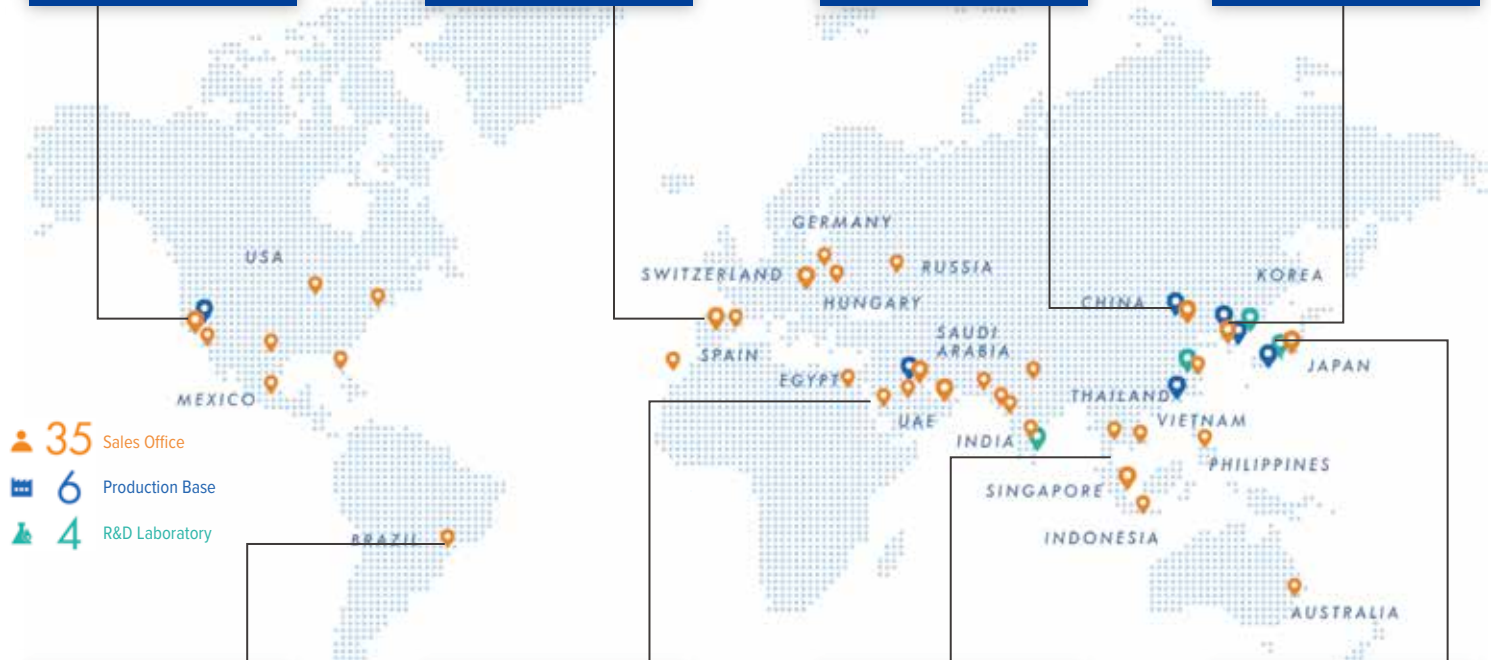 GERMANY
USA
SWITZERLAND
RUSSIA
KOREA
HUNGARY
CHINA
SAUDI
ARABIA
SPAIN
JAPAN
EGYPT
MEXICO
THAILAND
UAE
VIETNAM
INDIA
35 Sales Office
PHILIPPINES
6 Production Base
SINGAPORE
4 R&D Laboratory
BRAZIL
INDONESIA
AUSTRALIA